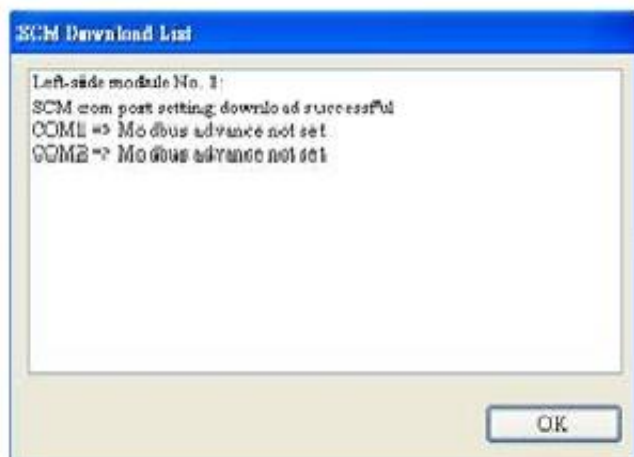 SCM Download List
Left-side module No. 1:
SCM com port setting download successful
COM1 => Modbus advance not set
COM2 => Modbus advance not set
OK